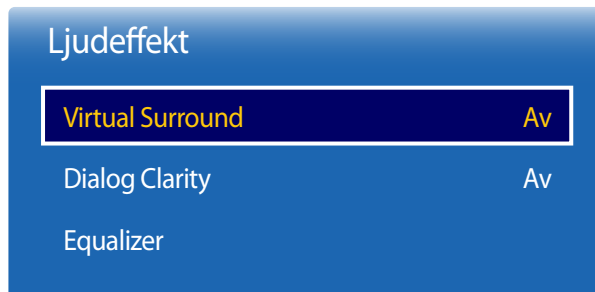 Ljudeffekt
Virtual Surround Av
Dialog Clarity Av
Equalizer